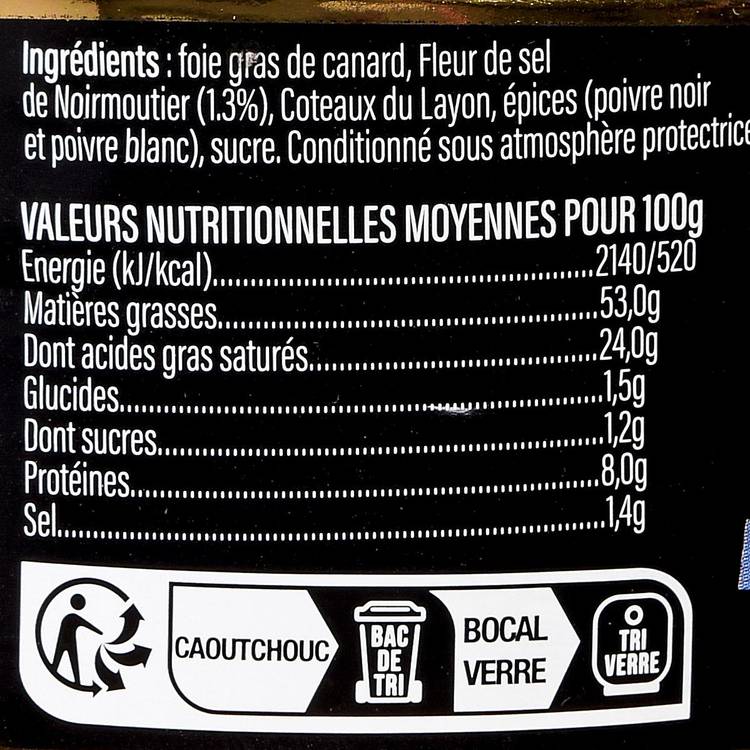 Ingrédients : foie gras de canard, Fleur de sel
de Noirmoutier (1.3%), Coteaux du Layon, épices (poivre noir
et poivre blanc), sucre. Conditionné sous atmosphère protectrice
VALEURS NUTRITIONNELLES MOYENNES POUR 100g
Energie (kJ/kcal)..........2140/520
Matières grasses..........53,0g
Dont acides gras saturés..........24,0g
Glucides..........1,5g
Dont sucres..........1,2g
Protéines..........8,0g
Sel..........1,4g
CAOUTCHOUC
BAC
DE
TRI
BOCAL
VERRE
TRI
VERRE